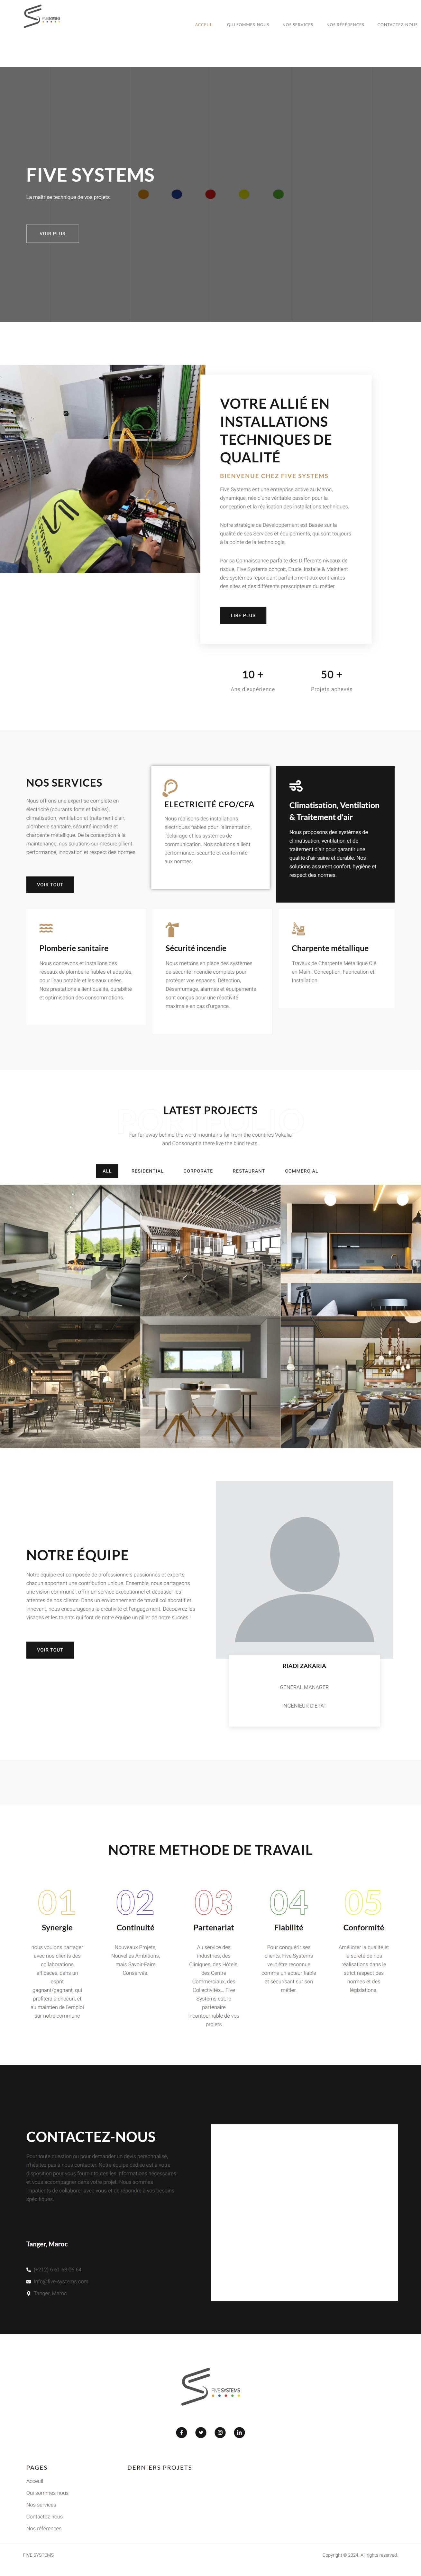 FIVE SYSTEMS
ACCEUIL
QUI SOMMES-NOUS
NOS SERVICES
NOS RÉFÉRENCES
CONTACTEZ-NOUS
FIVE SYSTEMS
La maîtrise technique de vos projets
VOIR PLUS
VOTRE ALLIÉ EN
INSTALLATIONS
TECHNIQUES DE
QUALITÉ
BIENVENUE CHEZ FIVE SYSTEMS
Five Systems est une entreprise active au Maroc,
dynamique, née d'une véritable passion pour la
conception et la réalisation des installations techniques.
Notre stratégie de Développement est Basée sur la
qualité de ses Services et équipements, qui sont toujours
à la pointe de la technologie.
Par sa Connaissance parfaite des Différents niveaux de
risque, Five Systems conçoit, Etude, Installe & Maintient
des systèmes répondant parfaitement aux contraintes
des sites et des différents prescripteurs du métier.
LIRE PLUS
10 +
Ans d'expérience
50 +
Projets achevés
NOS SERVICES
Nous offrons une expertise complète en
électricité (courants forts et faibles),
climatisation, ventilation et traitement d'air,
plomberie sanitaire, sécurité incendie et
charpente métallique. De la conception à la
maintenance, nos solutions sur mesure allient
performance, innovation et respect des normes.
VOIR TOUT
ELECTRICITÉ CFO/CFA
Nous réalisons des installations
électriques fiables pour l'alimentation,
l'éclairage et les systèmes de
communication. Nos solutions allient
performance, sécurité et conformité
aux normes.
Climatisation, Ventilation
& Traitement d'air
Nous proposons des systèmes de
climatisation, ventilation et de
traitement d'air pour garantir une
qualité d'air saine et durable. Nos
solutions assurent confort, hygiène et
respect des normes.
Plomberie sanitaire
Nous concevons et installons des
réseaux de plomberie fiables et adaptés,
pour l'eau potable et les eaux usées.
Nos prestations allient qualité, durabilité
et optimisation des consommations.
Sécurité incendie
Nous mettons en place des systèmes
de sécurité incendie complets pour
protéger vos espaces. Détection,
Désenfumage, alarmes et équipements
sont conçus pour une réactivité
maximale en cas d'urgence .
Charpente métallique
Travaux de Charpente Métallique Clé
en Main : Conception, Fabrication et
Installation
LATEST PROJECTS
Far far away behind the word mountains far from the countries Vokalia
and Consonantia there live the blind texts.
ALL
RESIDENTIAL
CORPORATE
RESTAURANT
COMMERCIAL
NOTRE ÉQUIPE
Notre équipe est composée de professionnels passionnés et experts,
chacun apportant une contribution unique. Ensemble, nous partageons
une vision commune : offrir un service exceptionnel et dépasser les
attentes de nos clients. Dans un environnement de travail collaboratif et
innovant, nous encourageons la créativité et l'engagement. Découvrez les
visages et les talents qui font de notre équipe un pilier de notre succès !
VOIR TOUT
RIADI ZAKARIA
GENERAL MANAGER
INGENIEUR D'ETAT
NOTRE METHODE DE TRAVAIL
01
Synergie
nous voulons partager
avec nos clients des
collaborations
efficaces, dans un
esprit
gagnant/gagnant, qui
profitera à chacun, et
au maintien de l'emploi
sur notre commune
02
Continuité
Nouveaux Projets,
Nouvelles Ambitions,
mois Savoir-Faire
Conservés.
03
Partenariat
Au service des
industries, des
Cliniques, des Hôtels,
des Centre
Commerciaux, des
Collectivités... Five
Systems est, le
partenaire
Incontournable de vos
projets
04
Fiabilité
Pour conquérir ses
clients, Five Systems
veut être reconnue
comme un acteur fiable
et sécurisant sur son
métier.
05
Conformité
Améliorer la qualité et
la sureté de nos
réalisations dans le
strict respect des
normes et des
législations.
CONTACTEZ-NOUS
Pour toute question ou pour demander un devis personnalisé,
n'hésitez pas à nous contacter. Notre équipe dédiée est à votre
disposition pour vous fournir toutes les informations nécessaires
et vous accompagner dans votre projet. Nous sommes
impatients de collaborer avec vous et de répondre à vos besoins
spécifiques.
Tanger, Maroc
(+212) 6 61 63 96 64
info@five-systems.com
Tanger, Maroc
FIVE SYSTEMS
PAGES
Acceuil
Qui sommes-nous
Nos services
Contactez-nous
Nos références
DERNIERS PROJETS
FIVE SYSTEMS
Copyright © 2024. All rights reserved.